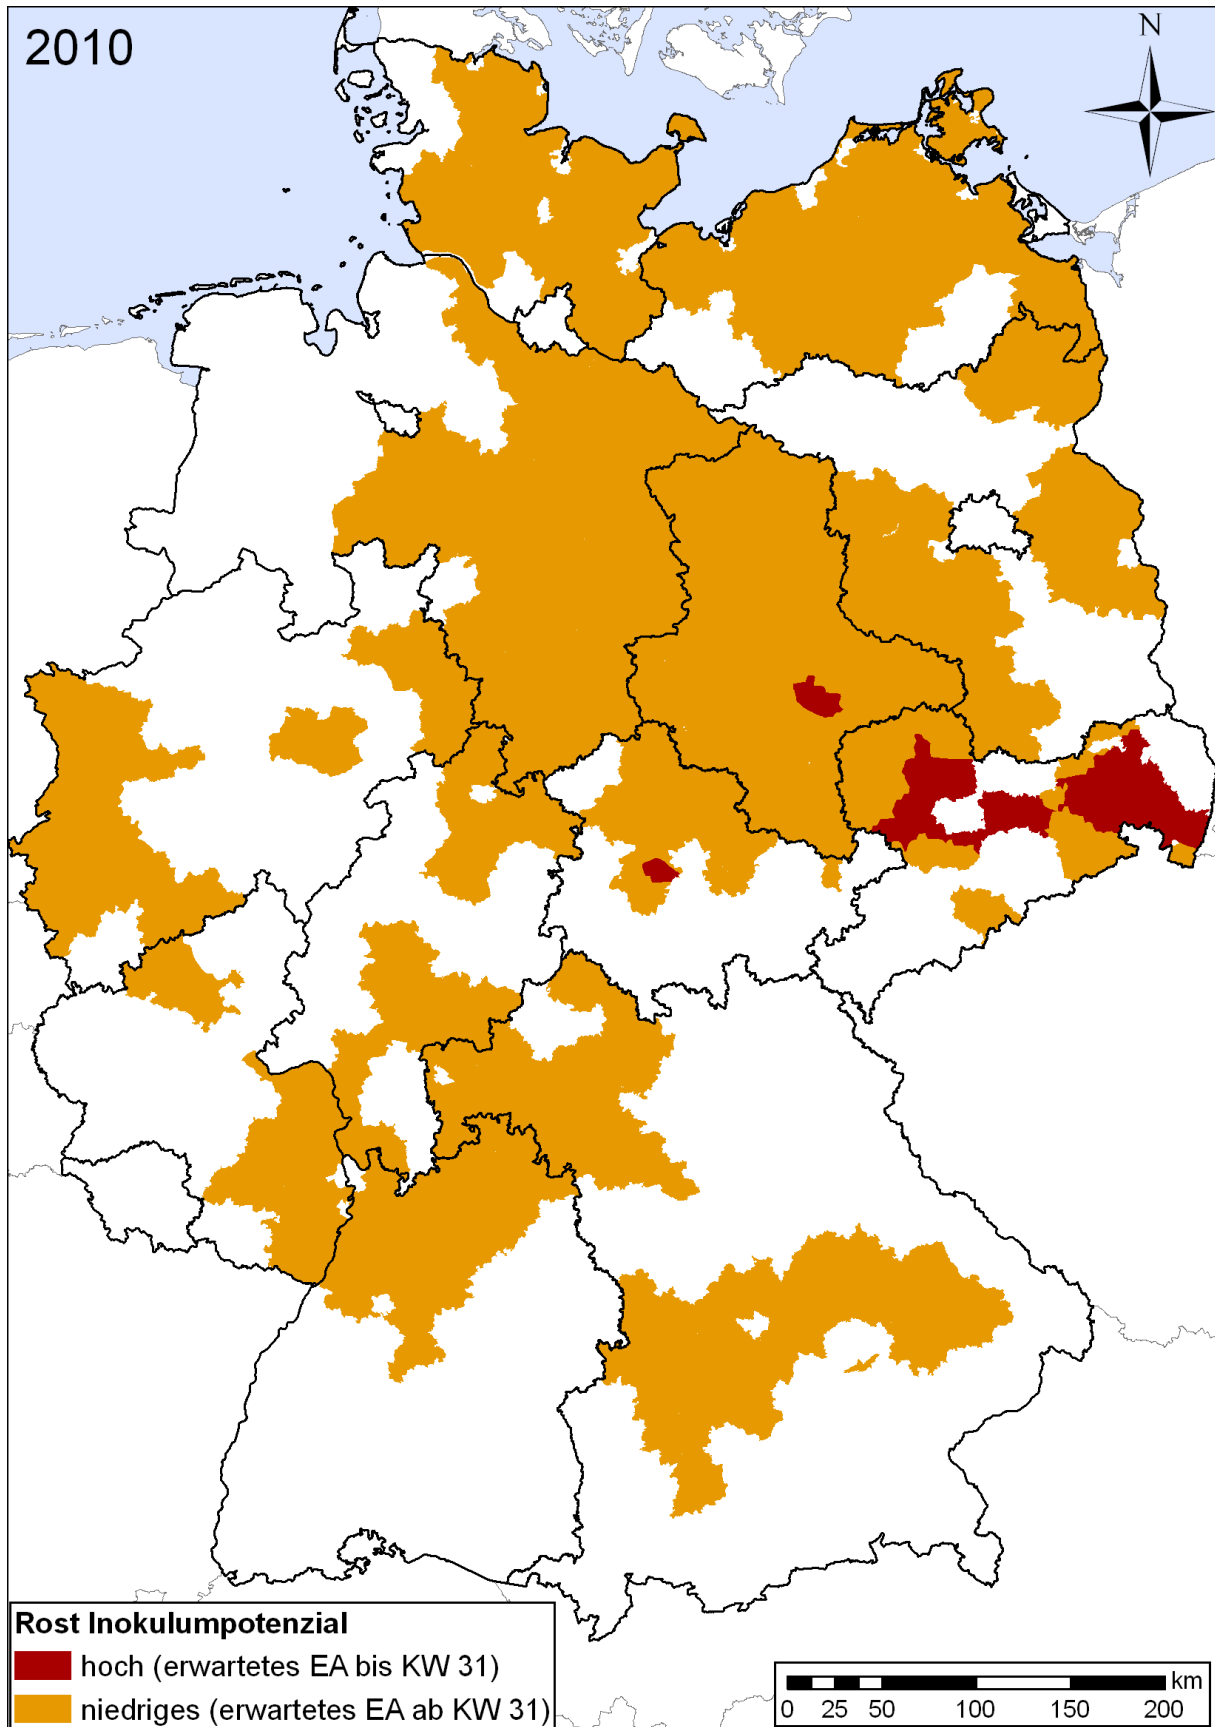 2010
N
Rost Inokulumpotenzial
hoch (erwartetes EA bis KW 31)
niedriges (erwartetes EA ab KW 31)
km
0 25 50 100 150 200